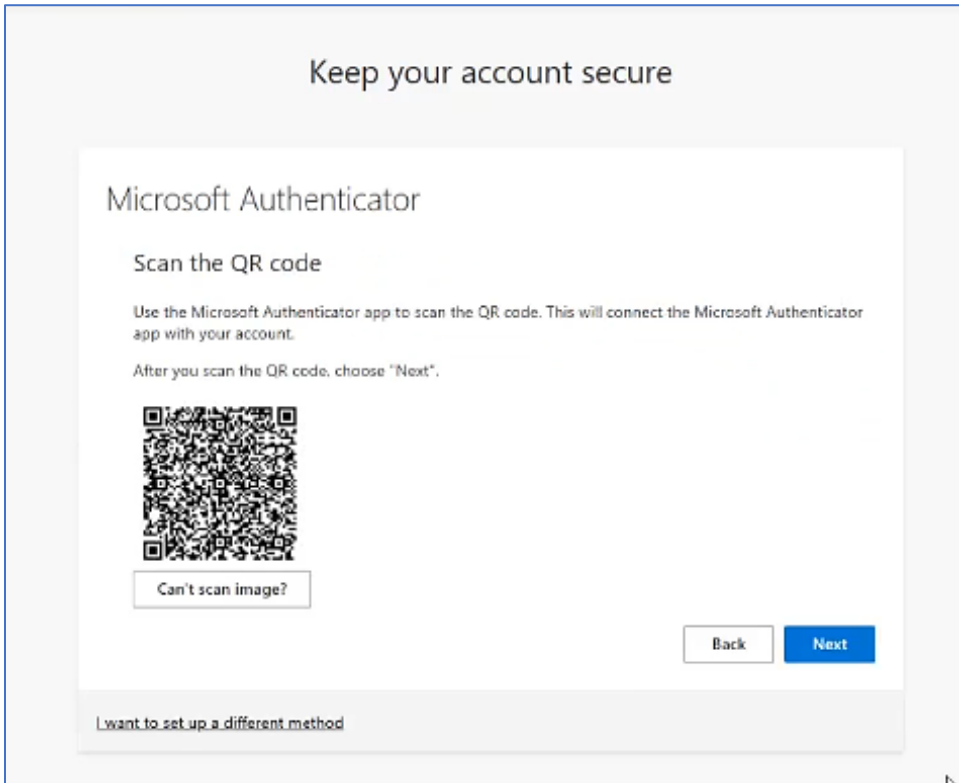 Keep your account secure
Microsoft Authenticator
Scan the QR code
Use the Microsoft Authenticator app to scan the QR code. This will connect the Microsoft Authenticator
app with your account.
After you scan the QR code, choose "Next".
Can't scan image?
Back
Next
I want to set up a different method